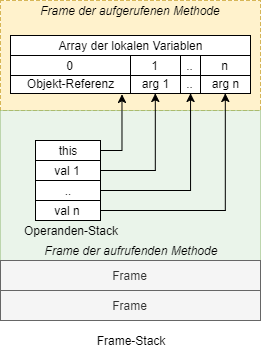 Frame der aufgerufenen Methode
Array der lokalen Variablen
0 1 .. n
Objekt-Referenz arg 1 .. arg n
this
val 1
..
val n
Operanden-Stack
Frame der aufrufenden Methode
Frame
Frame
Frame-Stack